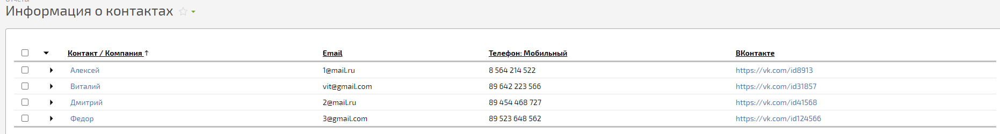 Отчеты
Информация о контактах
Контакт / Компания ↑ Email Телефон: Мобильный ВКонтакте
Алексей 1@mail.ru 8 564 214 522 https://vk.com/id8913
Виталий vit@gmail.com 89 642 223 566 https://vk.com/id31857
Дмитрий 2@mail.ru 89 454 468 727 https://vk.com/id41568
Федор 3@gmail.com 89 523 648 562 https://vk.com/id124566